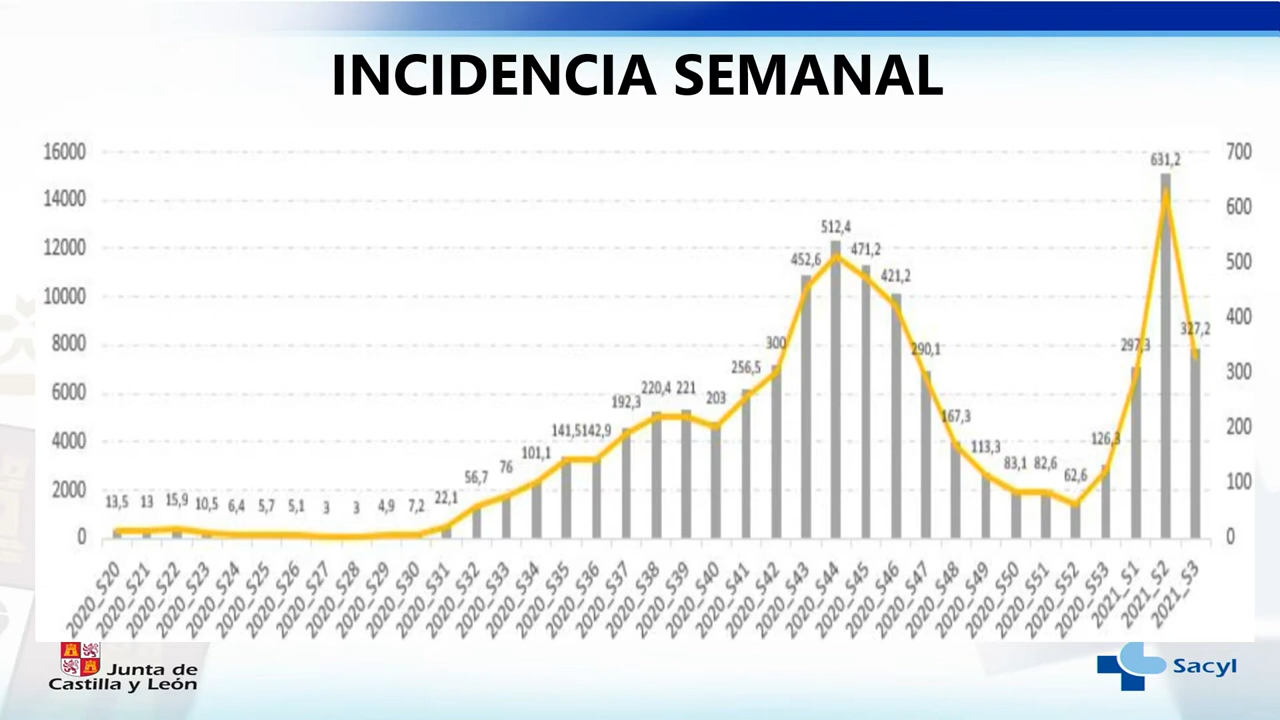 INCIDENCIA SEMANAL
16000
14000
12000
10000
8000
6000
4000
2000
0
700
600
500
400
300
200
100
0
13,5 13 15,9 10,5 6,4 5,7 5,1 3 3 4,9 7,2 22,1 56,7 76 101,1 141,5 142,9 192,3 220,4 221 203 256,5 300 452,6 512,4 471,2 421,2 290,1 167,3 113,3 83,1 82,6 62,6 126,3 297,3 631,2 327,2
2020_S20
2020_S21
2020_S22
2020_S23
2020_S24
2020_S25
2020_S26
2020_S27
2020_S28
2020_S29
2020_S30
2020_S31
2020_S32
2020_S33
2020_S34
2020_S35
2020_S36
2020_S37
2020_S38
2020_S39
2020_S40
2020_S41
2020_S42
2020_S43
2020_S44
2020_S45
2020_S46
2020_S47
2020_S48
2020_S49
2020_S50
2020_S51
2020_S52
2020_S53
2021_S1
2021_S2
2021_S3
Junta de
Castilla y León
Sacyl